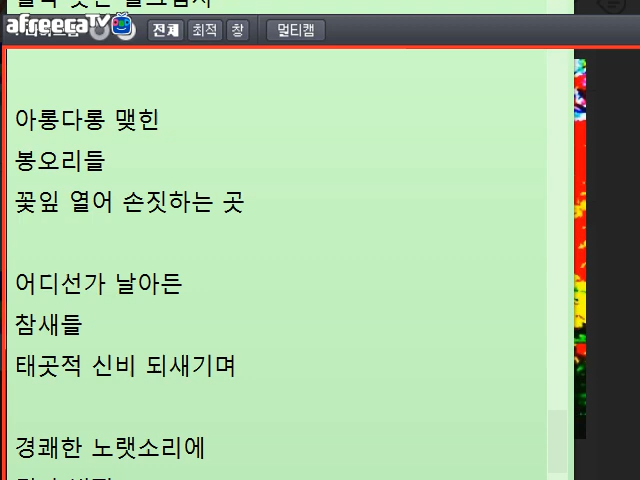 afreecaTV
전체 최적 창 멀티캠
아롱다롱 맺힌
봉오리들
꽃잎 열어 손짓하는 곳
어디선가 날아든
참새들
태곳적 신비 되새기며
경쾌한 노랫소리에